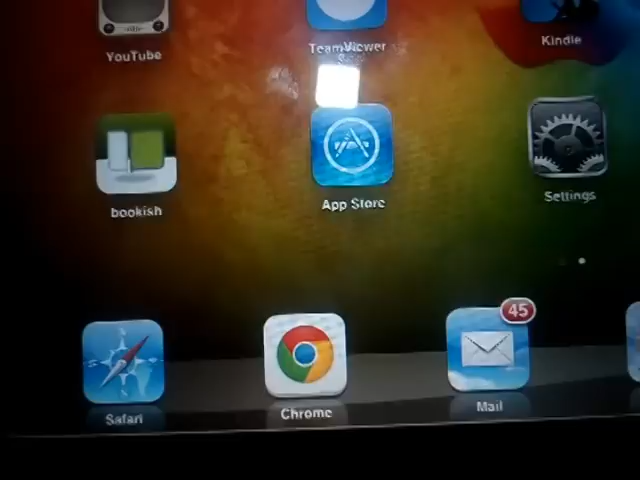 YouTube
TeamViewer
Kindle
bookish
App Store
Settings
45
Safari
Chrome
Mail